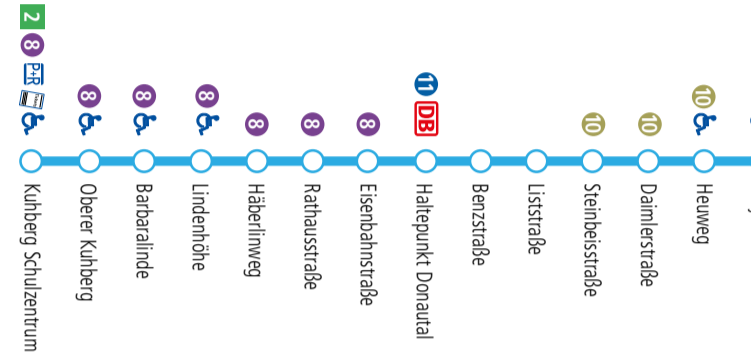 2 8 P+R Kuhberg Schulzentrum
8 Oberer Kuhberg
8 Barbaralinde
8 Lindenhöhe
8 Häberlinweg
8 Rathausstraße
8 Eisenbahnstraße
11 DB Haltepunkt Donautal
Benzstraße
Liststraße
10 Steinbeisstraße
10 Daimlerstraße
10 Heuweg